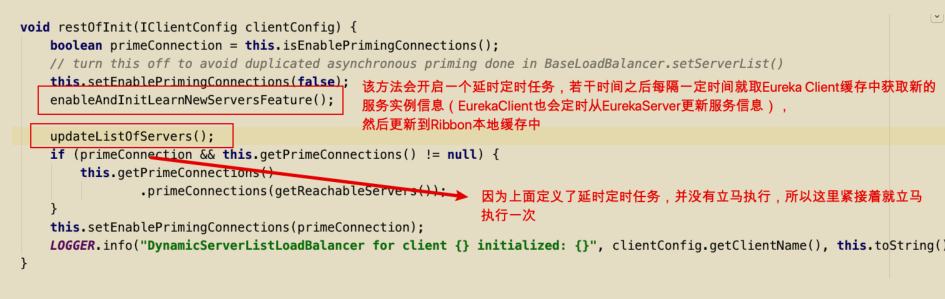 void restOfInit(IClientConfig clientConfig) {
boolean primeConnection = this.isEnablePrimingConnections();
// turn this off to avoid duplicated asynchronous priming done in BaseLoadBalancer.setServerList()
this.setEnablePrimingConnections(false);
enableAndInitLearnNewServersFeature();
该方法会开启一个延时定时任务，若干时间之后每隔一定时间就取Eureka Client缓存中获取新的
服务实例信息（EurekaClient也会定时从EurekaServer更新服务信息），
然后更新到Ribbon本地缓存中
updateListOfServers();
if (primeConnection && this.getPrimeConnections() != null) {
this.getPrimeConnections()
.primeConnections(getReachableServers());
因为上面定义了延时定时任务，并没有立马执行，所以这里紧接着就立马
执行一次
}
this.setEnablePrimingConnections(primeConnection);
LOGGER.info("DynamicServerListLoadBalancer for client {} initialized: {}", clientConfig.getClientName(), this.toString()
}